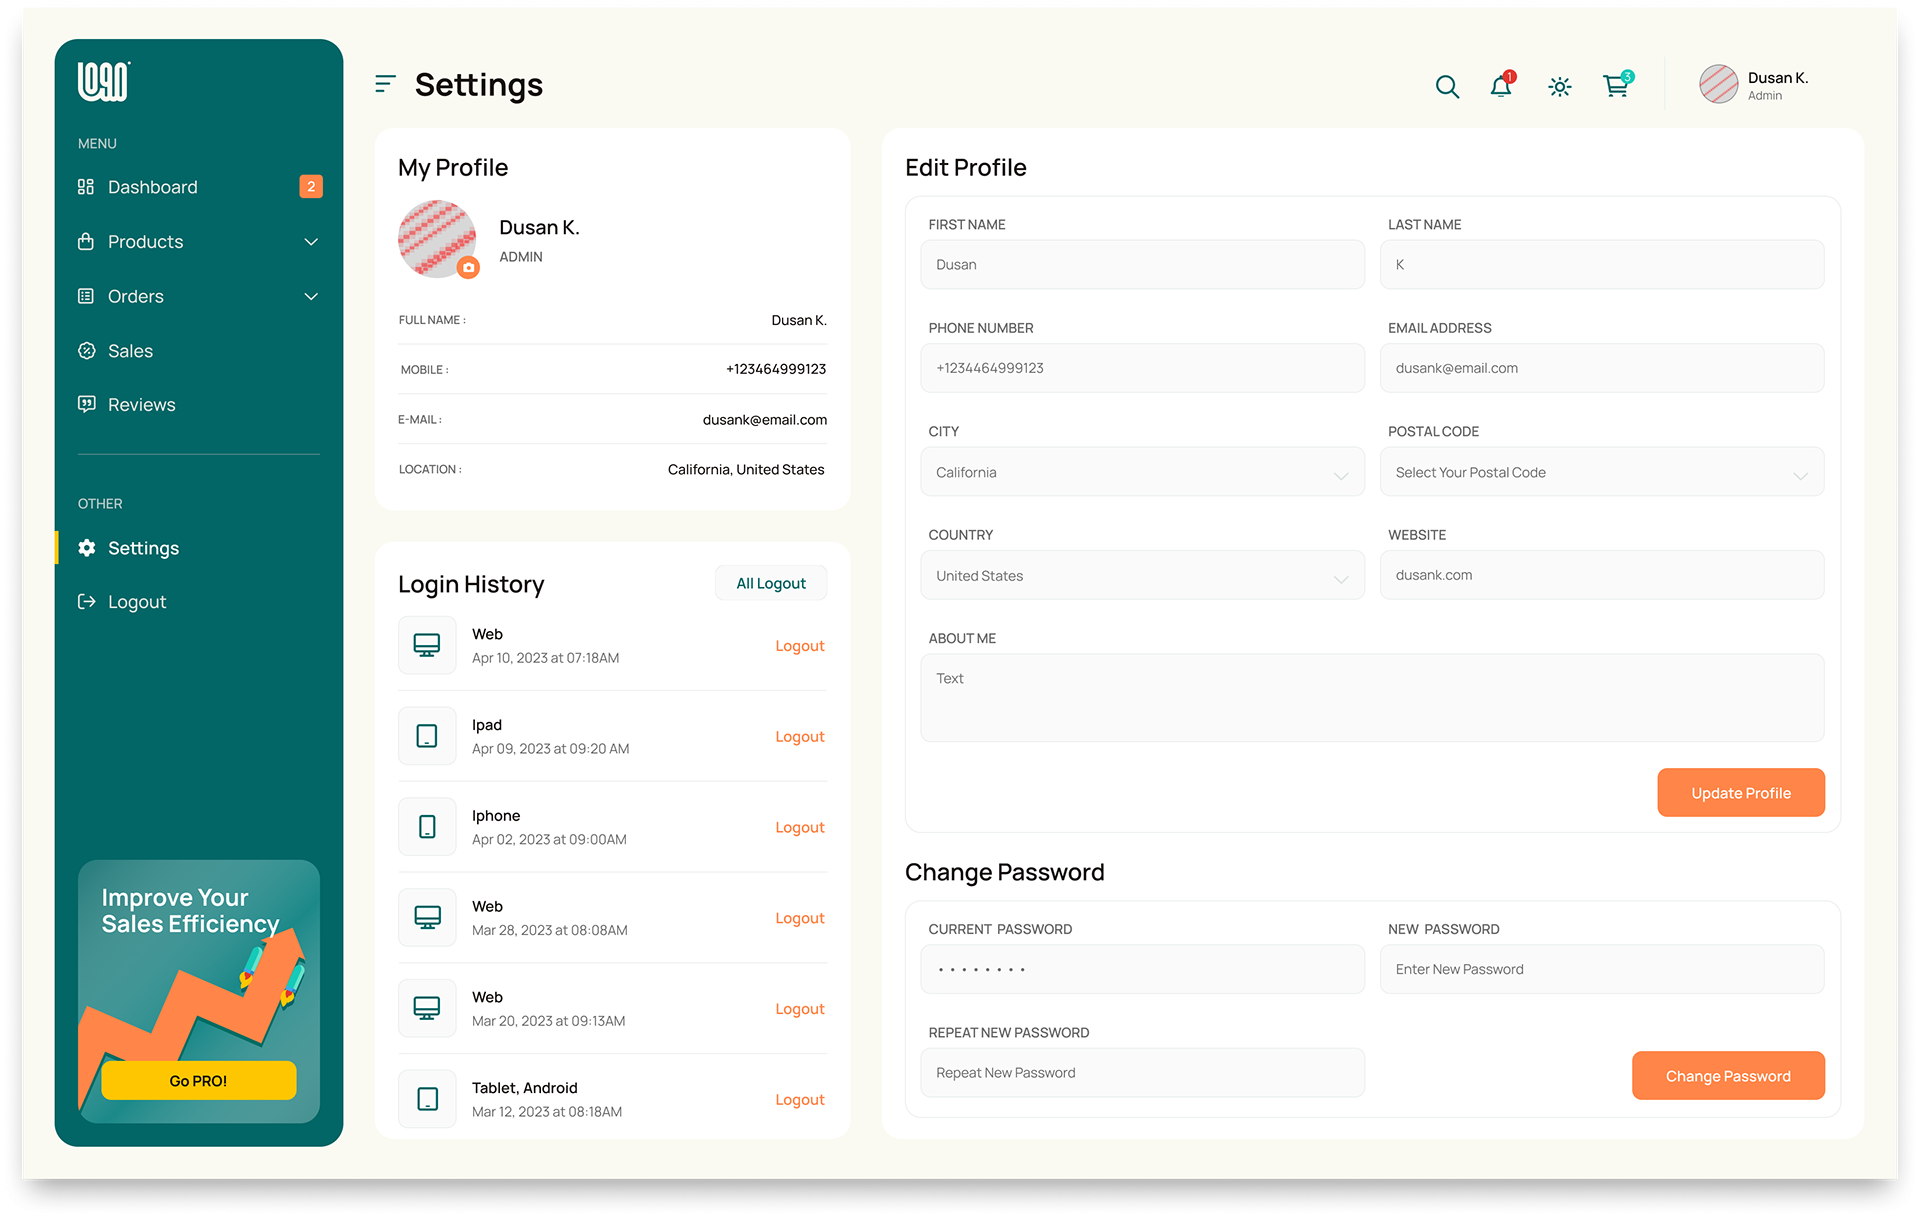 LOGO
MENU
Dashboard
2
Products
Orders
Sales
Reviews
OTHER
Settings
Logout
Improve Your
Sales Efficiency
Go PRO!
Settings
1
3
Dusan K.
Admin
My Profile
Dusan K.
ADMIN
FULL NAME :
Dusan K.
MOBILE :
+123464999123
E-MAIL :
dusank@email.com
LOCATION :
California, United States
Login History
All Logout
Web
Apr 10, 2023 at 07:18AM
Logout
Ipad
Apr 09, 2023 at 09:20 AM
Logout
Iphone
Apr 02, 2023 at 09:00AM
Logout
Web
Mar 28, 2023 at 08:08AM
Logout
Web
Mar 20, 2023 at 09:13AM
Logout
Tablet, Android
Mar 12, 2023 at 08:18AM
Logout
Edit Profile
FIRST NAME
Dusan
LAST NAME
K
PHONE NUMBER
+1234464999123
EMAIL ADDRESS
dusank@email.com
CITY
California
POSTAL CODE
Select Your Postal Code
COUNTRY
United States
WEBSITE
dusank.com
ABOUT ME
Text
Update Profile
Change Password
CURRENT PASSWORD
• • • • • • • •
NEW PASSWORD
Enter New Password
REPEAT NEW PASSWORD
Repeat New Password
Change Password